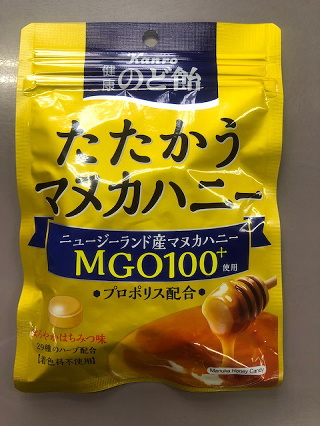 Kanro
健康のど飴
たたかう
マヌカハニー
ニュージーランド産マヌカハニー
MGO100+使用
・プロポリス配合・
はちみつ味
29種のハーブ配合
【着色料不使用】
Manuka Honey Candy